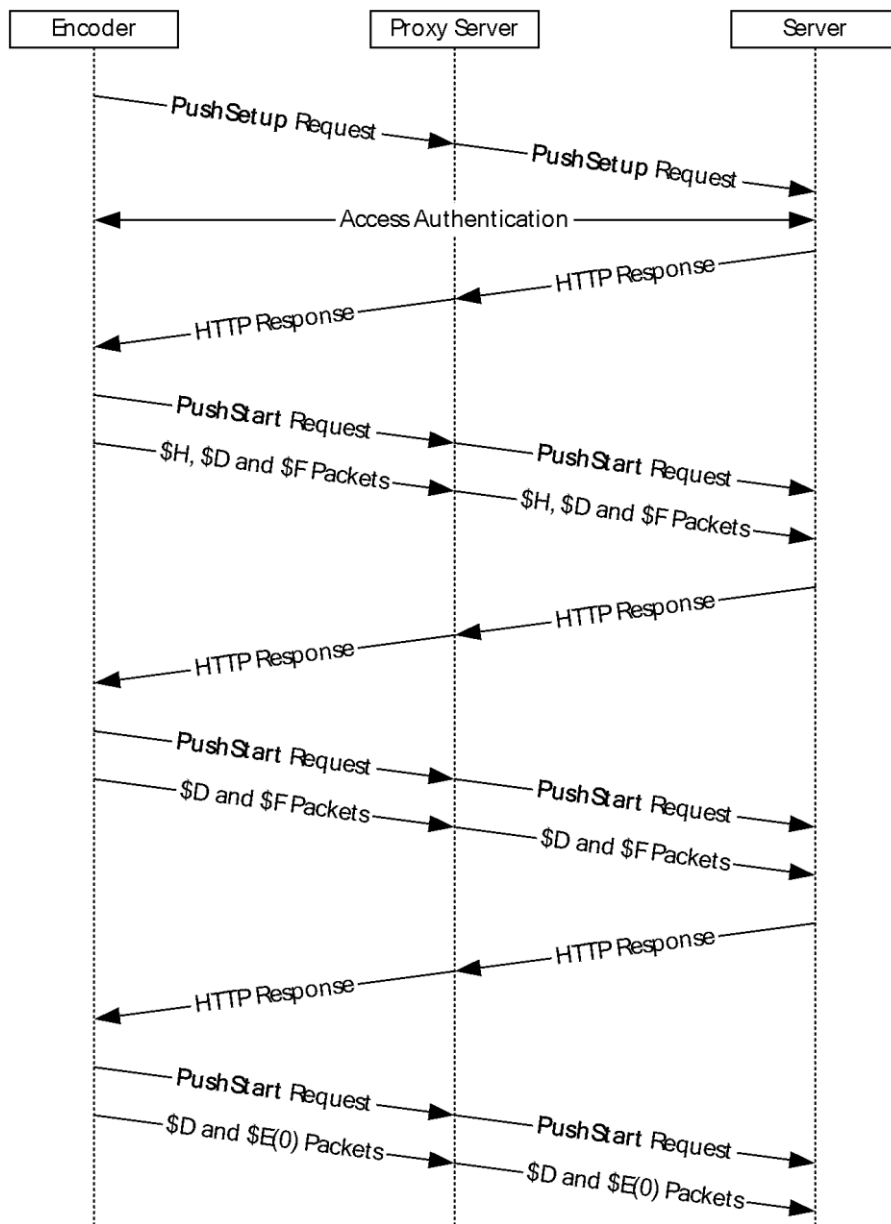 Encoder
Proxy Server
Server
PushSetup Request
PushSetup Request
Access Authentication
HTTP Response
HTTP Response
PushStart Request
PushStart Request
$H, $D and $F Packets
$H, $D and $F Packets
HTTP Response
HTTP Response
PushStart Request
PushStart Request
$D and $F Packets
$D and $F Packets
HTTP Response
HTTP Response
PushStart Request
PushStart Request
$D and $E(0) Packets
$D and $E(0) Packets